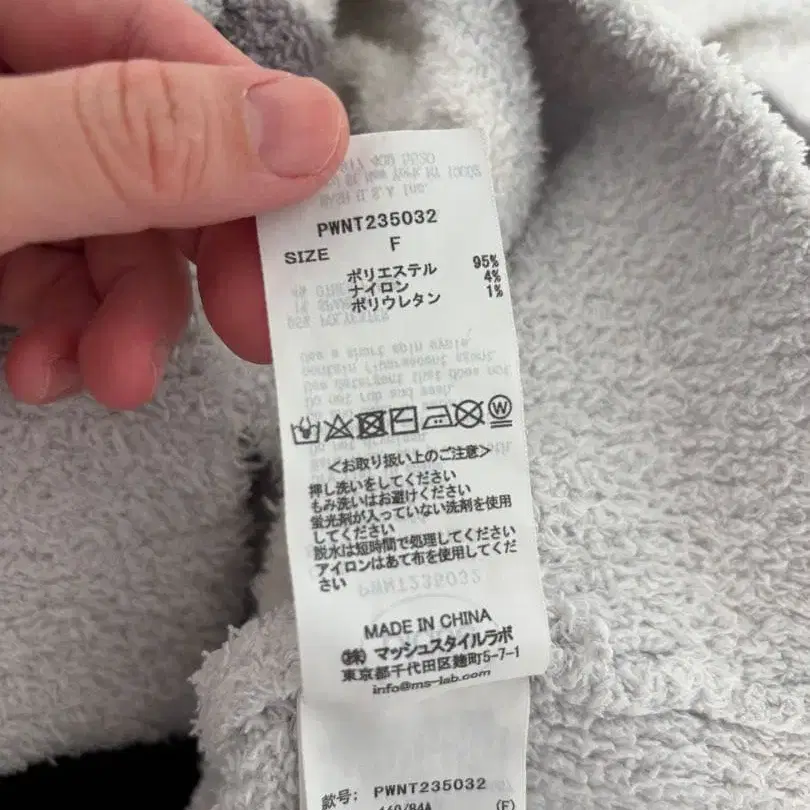 PWNT235032
SIZE F
ポリエステル 95%
ナイロン 4%
ポリウレタン 1%
W
<お取り扱い上のご注意>
押し洗いをしてください
もみ洗いはお避けください
蛍光剤が入っていない洗剤を使用
してください
脱水は短時間で処理してください
アイロンはあて布を使用してくだ
さい
MADE IN CHINA
㈱ マッシュスタイルラボ
東京都千代田区麹町5-7-1
info@ms-lab.com
款号: PWNT235032
160/84A (F)